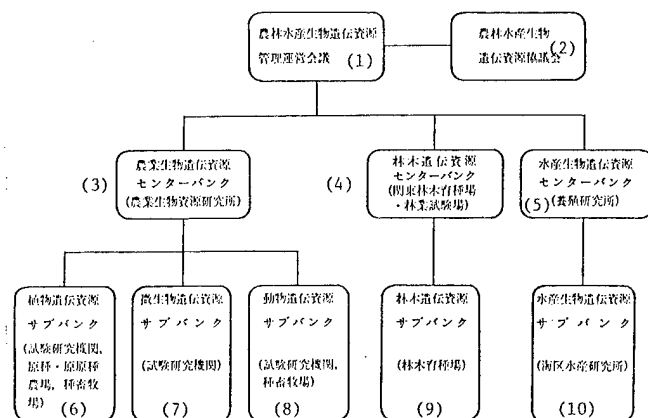 農林水産生物遺伝資源
管理運営会議 (1)
農林水産生物
遺伝資源協議会 (2)
(3)
農業生物遺伝資源
センターバンク
(農業生物資源研究所)
(4)
林木遺伝資源
センターバンク
(関東林木育種場
・林業試験場)
水産生物遺伝資源
センターバンク
(5) (養殖研究所)
植物遺伝資源
サブバンク
(試験研究機関,
原種・原原種
農場, 種畜牧
場)
(6)
微生物遺伝資源
サブバンク
(試験研究機関)
(7)
動物遺伝資源
サブバンク
(試験研究機関,
種畜牧場)
(8)
林木遺伝資源
サブバンク
(林木育種場)
(9)
水産生物遺伝資源
サブバンク
(海区水産研究所)
(10)